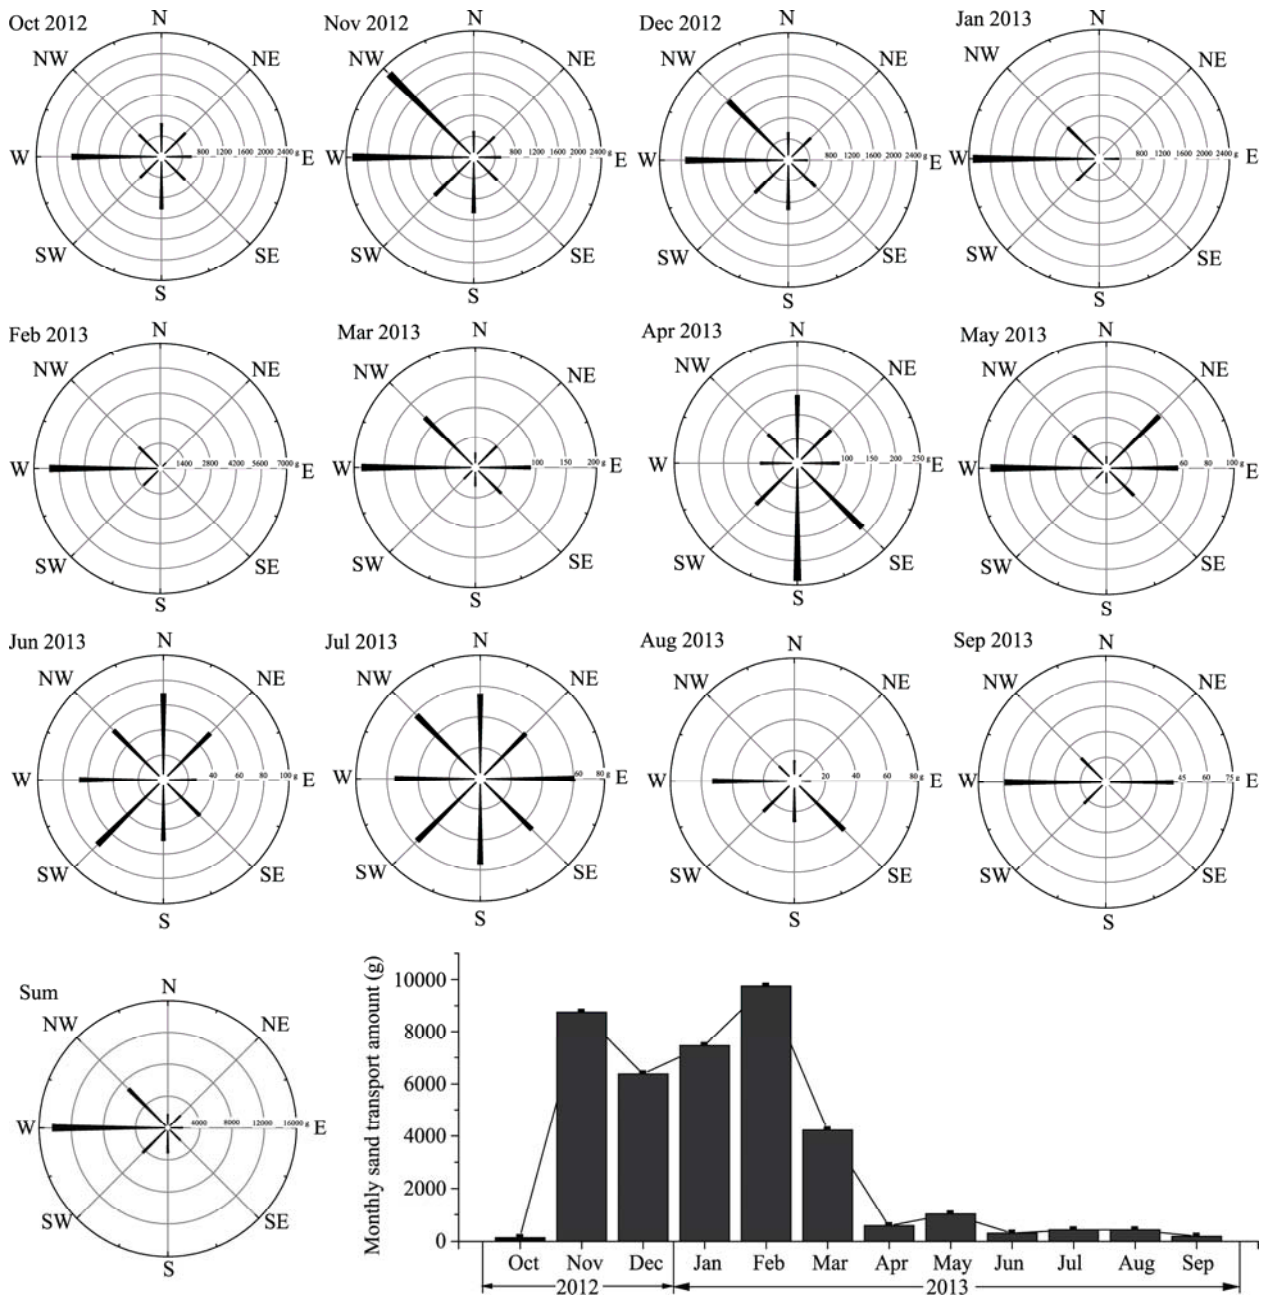 Oct 2012
N
NE
E
SE
S
SW
W
NW
800 1200 1600 2000 2400 g
Nov 2012
N
NE
E
SE
S
SW
W
NW
800 1200 1600 2000 2400 g
Dec 2012
N
NE
E
SE
S
SW
W
NW
800 1200 1600 2000 2400 g
Jan 2013
N
NE
E
SE
S
SW
W
NW
800 1200 1600 2000 2400 g
Feb 2013
N
NE
E
SE
S
SW
W
NW
1400 2800 4200 5600 7000 g
Mar 2013
N
NE
E
SE
S
SW
W
NW
100 150 200 g
Apr 2013
N
NE
E
SE
S
SW
W
NW
100 150 200 250 g
May 2013
N
NE
E
SE
S
SW
W
NW
60 80 100 g
Jun 2013
N
NE
E
SE
S
SW
W
NW
40 60 80 100 g
Jul 2013
N
NE
E
SE
S
SW
W
NW
60 80 g
Aug 2013
N
NE
E
SE
S
SW
W
NW
20 40 60 80 g
Sep 2013
N
NE
E
SE
S
SW
W
NW
45 60 75 g
Sum
N
NE
E
SE
S
SW
W
NW
4000 8000 12000 16000 g
Monthly sand transport amount (g)
10000
8000
6000
4000
2000
0
Oct Nov Dec Jan Feb Mar Apr May Jun Jul Aug Sep
2012 2013